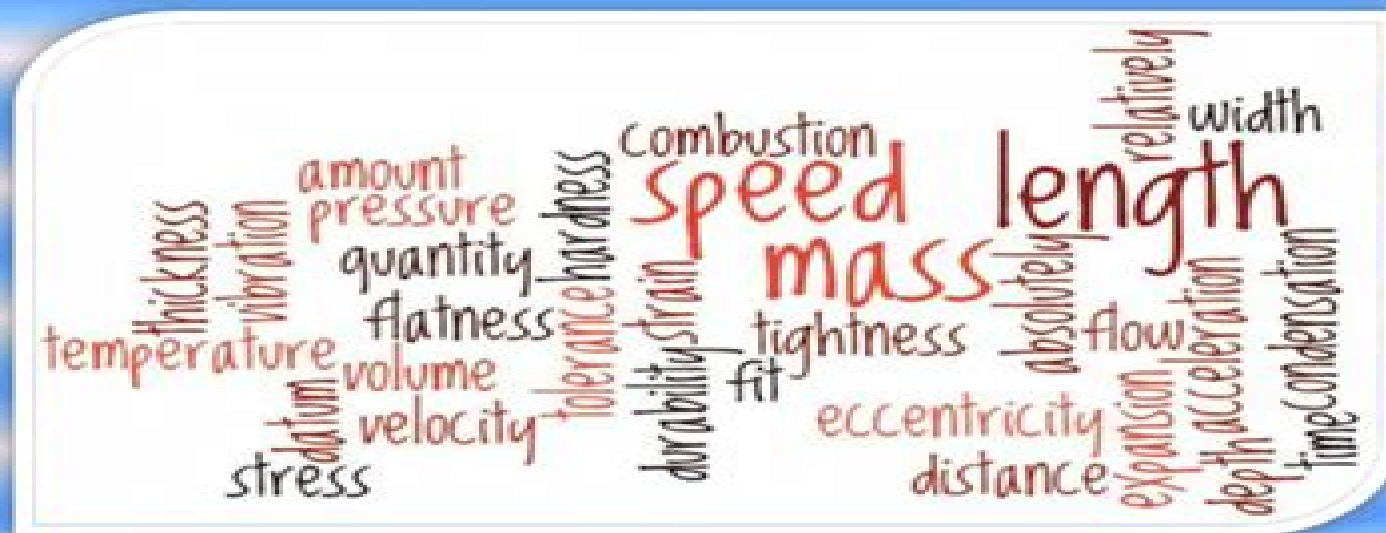 relatively
width
combustion
speed
length
amount
pressure
hardness
mass
thickness
vibration
quantity
flatness
tolerance
strain
tightness
absolutely
flow
acceleration
condensation
temperature
volume
durability
fit
datum
velocity
eccentricity
expansion
time
stress
distance
depth